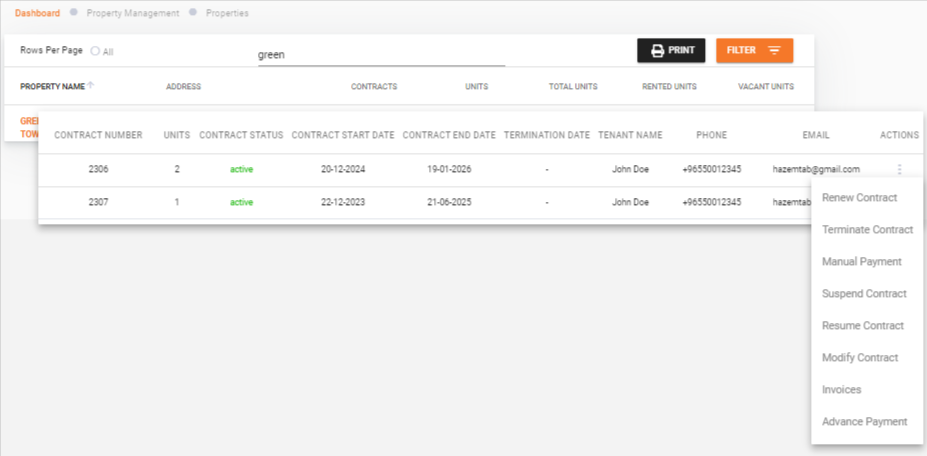 Dashboard Property Management Properties
Rows Per Page All green PRINT FILTER
PROPERTY NAME ADDRESS CONTRACTS UNITS TOTAL UNITS RENTED UNITS VACANT UNITS
GREE
TOW
CONTRACT NUMBER UNITS CONTRACT STATUS CONTRACT START DATE CONTRACT END DATE TERMINATION DATE TENANT NAME PHONE EMAIL ACTIONS
2306 2 active 20-12-2024 19-01-2026 - John Doe +96550012345 hazemtab@gmail.com
2307 1 active 22-12-2023 21-06-2025 - John Doe +96550012345 hazemtab
Renew Contract
Terminate Contract
Manual Payment
Suspend Contract
Resume Contract
Modify Contract
Invoices
Advance Payment